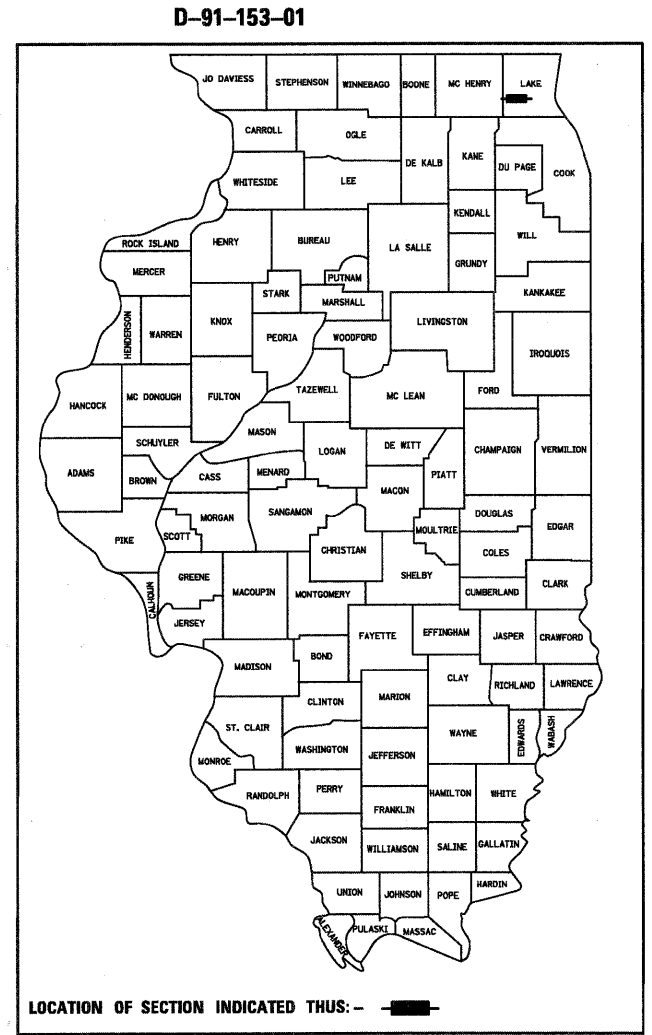 D-91-153-01
JO DAVIESS
STEPHENSON
WINNEBAGO
BOONE
MC HENRY
LAKE
CARROLL
OGLE
DE KALB
KANE
DU PAGE
COOK
WHITESIDE
LEE
KENDALL
WILL
ROCK ISLAND
HENRY
BUREAU
LA SALLE
GRUNDY
MERCER
PUTNAM
STARK
MARSHALL
KANKAKEE
HENDERSON
WARREN
KNOX
PEORIA
WOODFORD
LIVINGSTON
IROQUOIS
HANCOCK
MC DONOUGH
FULTON
TAZEWELL
MC LEAN
FORD
SCHUYLER
MASON
LOGAN
DE WITT
CHAMPAIGN
VERMILION
ADAMS
BROWN
CASS
MENARD
PIATT
MACON
PIKE
SCOTT
MORGAN
SANGAMON
CHRISTIAN
MOULTRIE
DOUGLAS
EDGAR
COLES
SHELBY
CALHOUN
GREENE
MACOUPIN
MONTGOMERY
CUMBERLAND
CLARK
JERSEY
FAYETTE
EFFINGHAM
JASPER
CRAWFORD
MADISON
BOND
CLAY
RICHLAND
LAWRENCE
CLINTON
MARION
ST. CLAIR
WASHINGTON
WAYNE
EDWARDS
WABASH
MONROE
JEFFERSON
RANDOLPH
PERRY
HAMILTON
WHITE
FRANKLIN
JACKSON
WILLIAMSON
SALINE
GALLATIN
UNION
JOHNSON
POPE
HARDIN
ALEXANDER
PULASKI
MASSAC
LOCATION OF SECTION INDICATED THUS: -